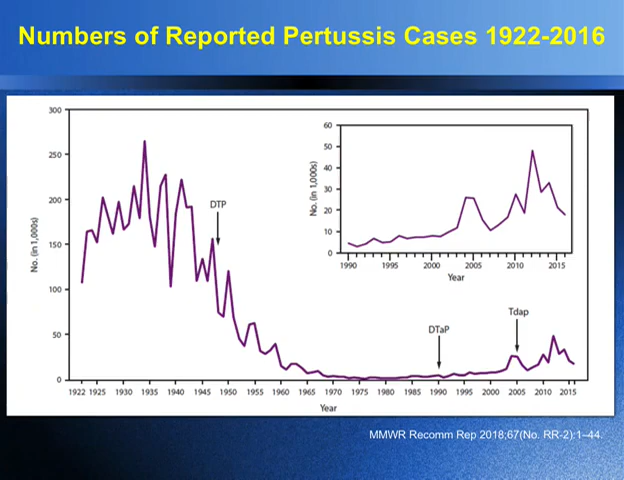 Numbers of Reported Pertussis Cases 1922-2016
300
250
200
150
100
50
0
No. (in 1,000s)
DTP
DTaP
Tdap
1922 1925 1930 1935 1940 1945 1950 1955 1960 1965 1970 1975 1980 1985 1990 1995 2000 2005 2010 2015
Year
60
50
40
30
20
10
0
No. (in 1,000s)
1990 1995 2000 2005 2010 2015
Year
MMWR Recomm Rep 2018;67(No. RR-2):1–44.